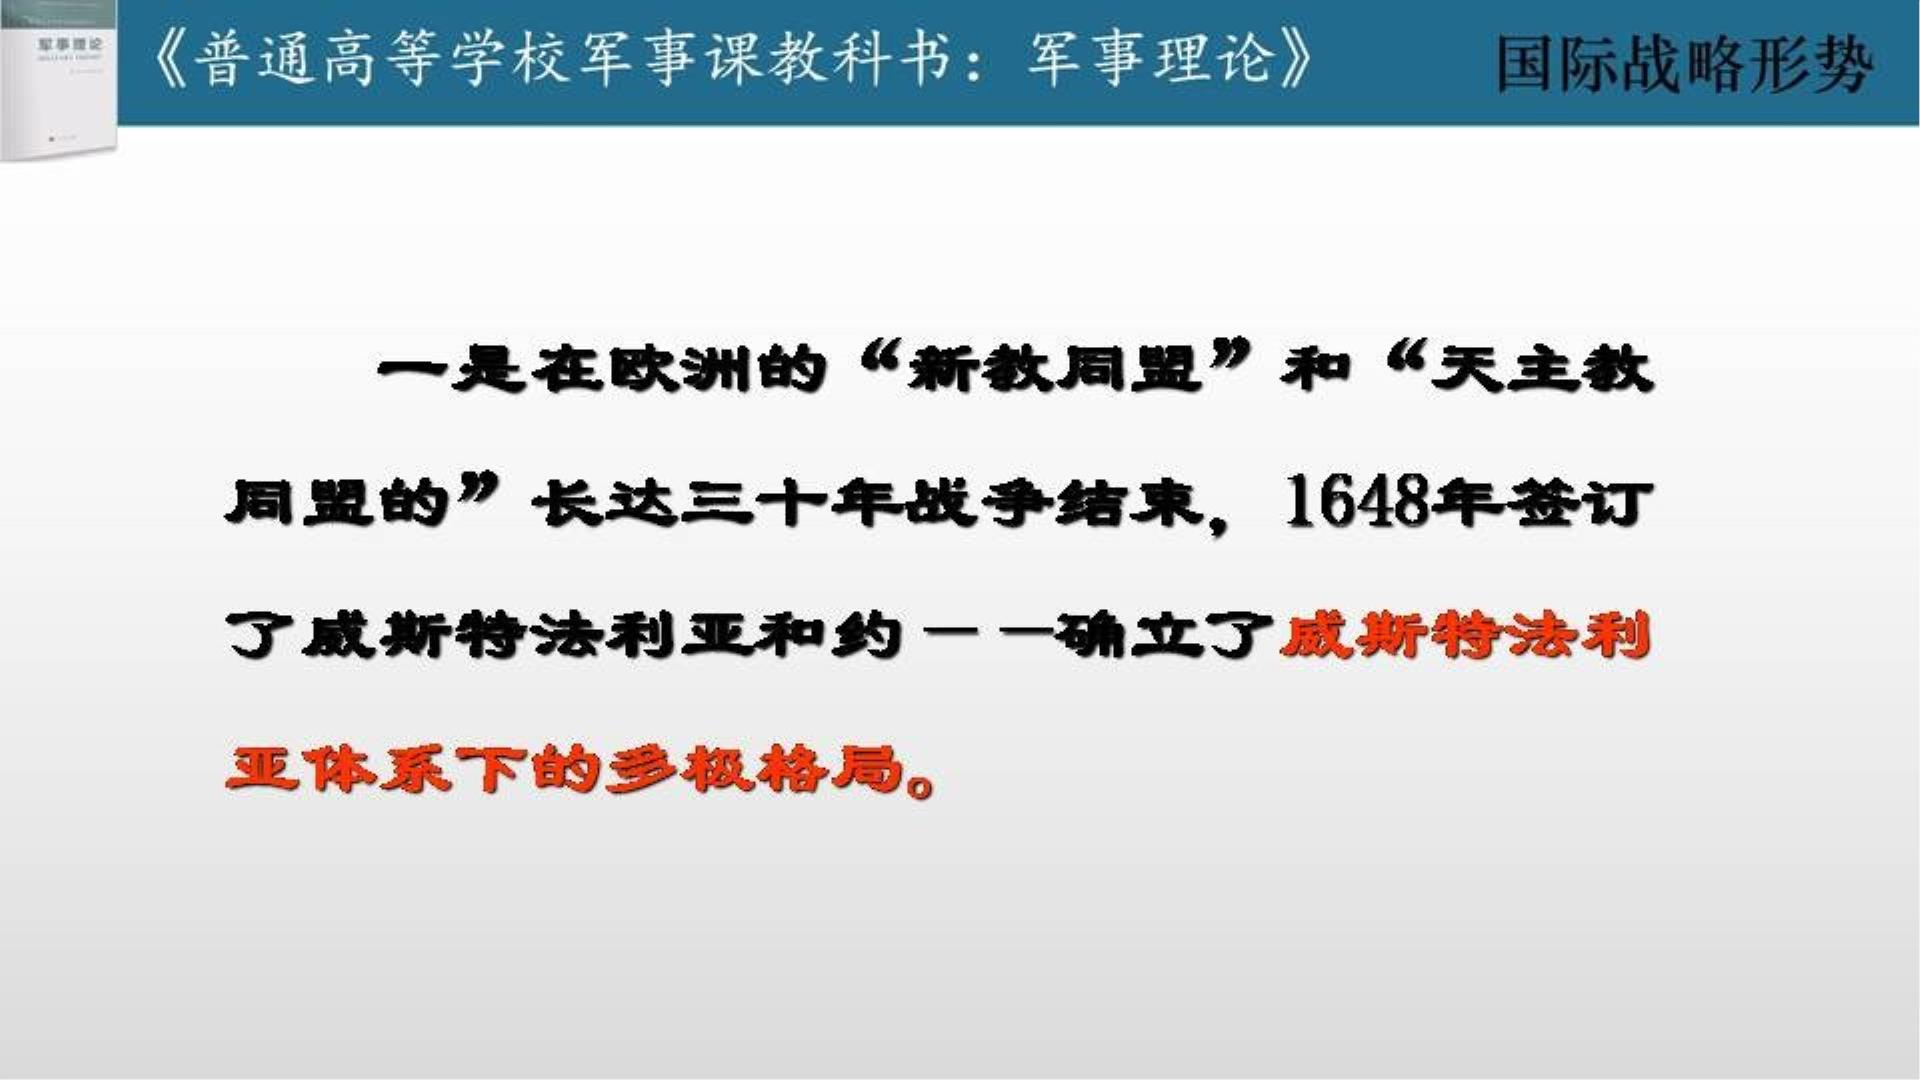 军事理论
《普通高等学校军事课教科书：军事理论》
国际战略形势
一是在欧洲的“新教同盟”和“天主教
同盟的”长达三十年战争结束，1648年签订
了威斯特法利亚和约－－确立了威斯特法利
亚体系下的多极格局。